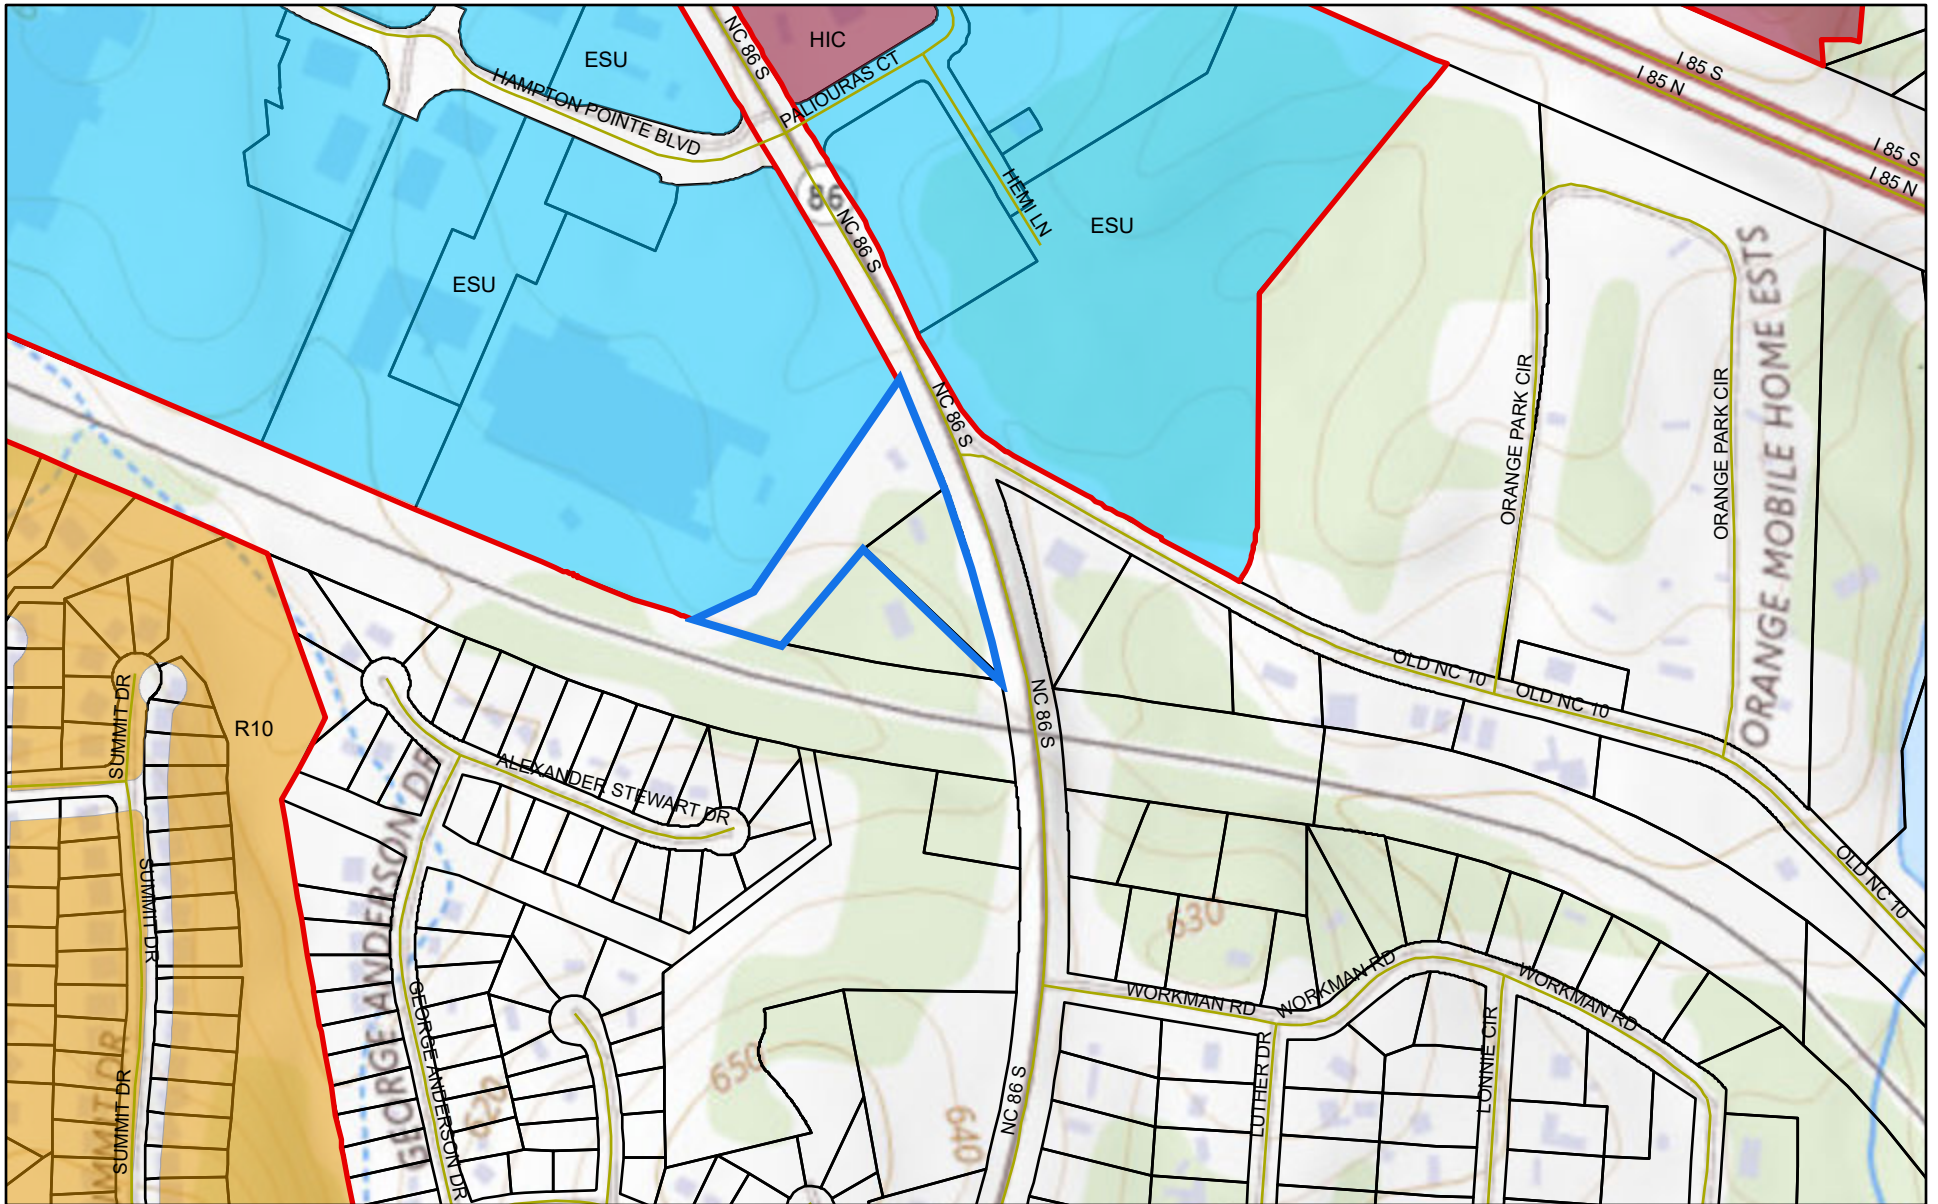 NC 86 S
HIC
ESU
PALIOURAS CT
HAMPTON POINTE BLVD
I 85 S
I 85 N
I 85 S
I 85 N
86
HEMI LN
NC 86 S
ESU
ESU
ORANGE MOBILE HOME ESTS
NC 86 S
ORANGE PARK CIR
ORANGE PARK CIR
OLD NC 10
OLD NC 10
OLD NC 10
NC 86 S
SUMMIT DR
R10
ALEXANDER STEWART DR
GEORGE ANDERSON DR
SUMMIT DR
630
WORKMAN RD
WORKMAN RD
WORKMAN RD
GEORGE ANDERSON DR
650
620
640
NC 86 S
LUTHER DR
LONNIE CIR
SUMMIT DR
UMMIT DR